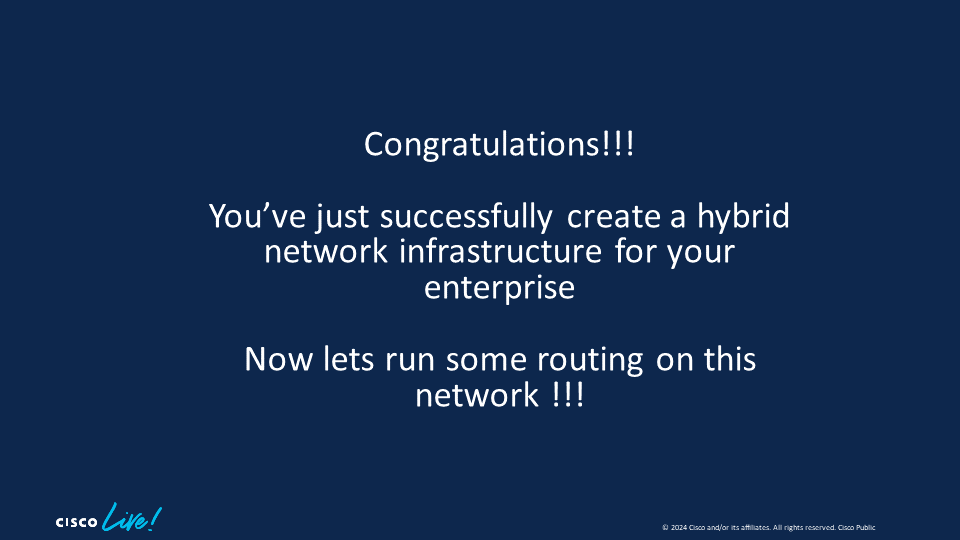 Congratulations!!!
You’ve just successfully create a hybrid
network infrastructure for your
enterprise
Now lets run some routing on this
network !!!
CISCO Live!
© 2024 Cisco and/or its affiliates. All rights reserved. Cisco Public